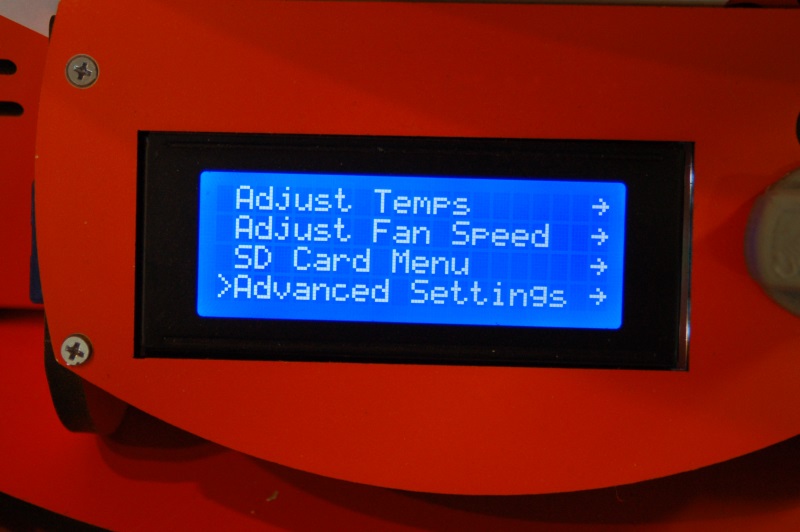 Adjust Temps →
Adjust Fan Speed →
SD Card Menu →
>Advanced Settings →